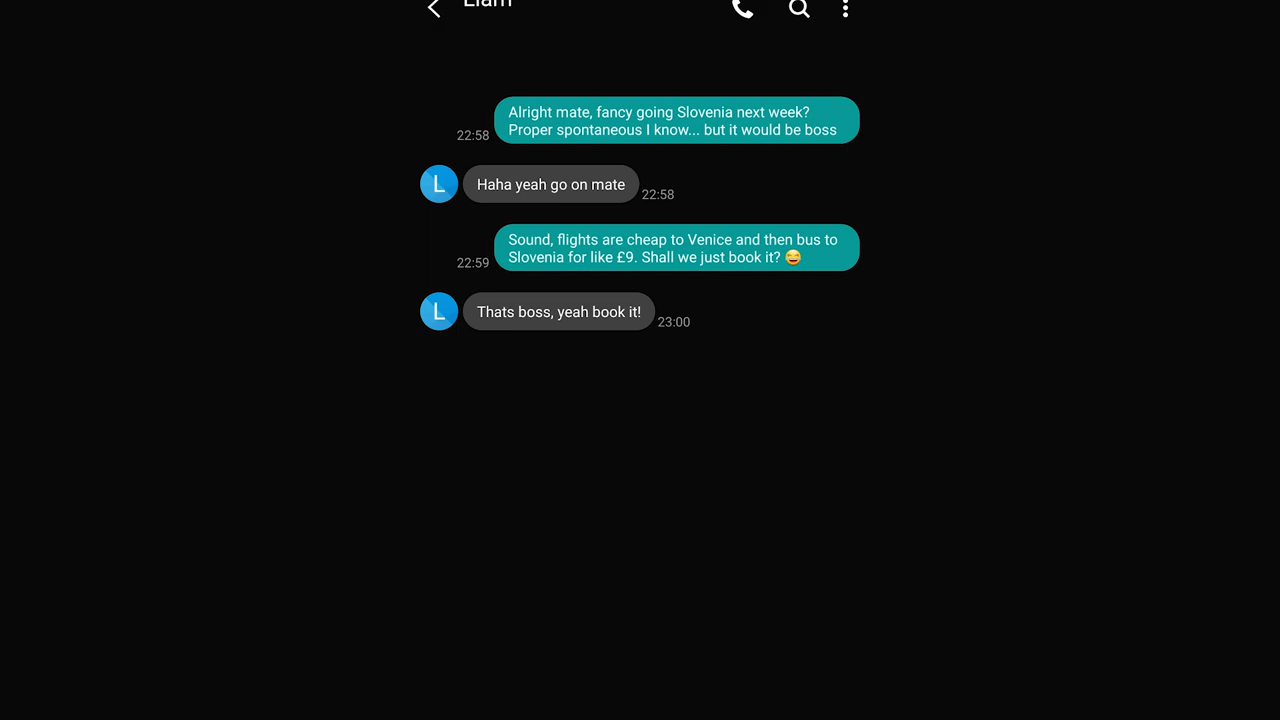 Liam
Alright mate, fancy going Slovenia next week?
Proper spontaneous I know... but it would be boss
22:58
L
Haha yeah go on mate
22:58
Sound, flights are cheap to Venice and then bus to
Slovenia for like £9. Shall we just book it? 😂
22:59
L
Thats boss, yeah book it!
23:00